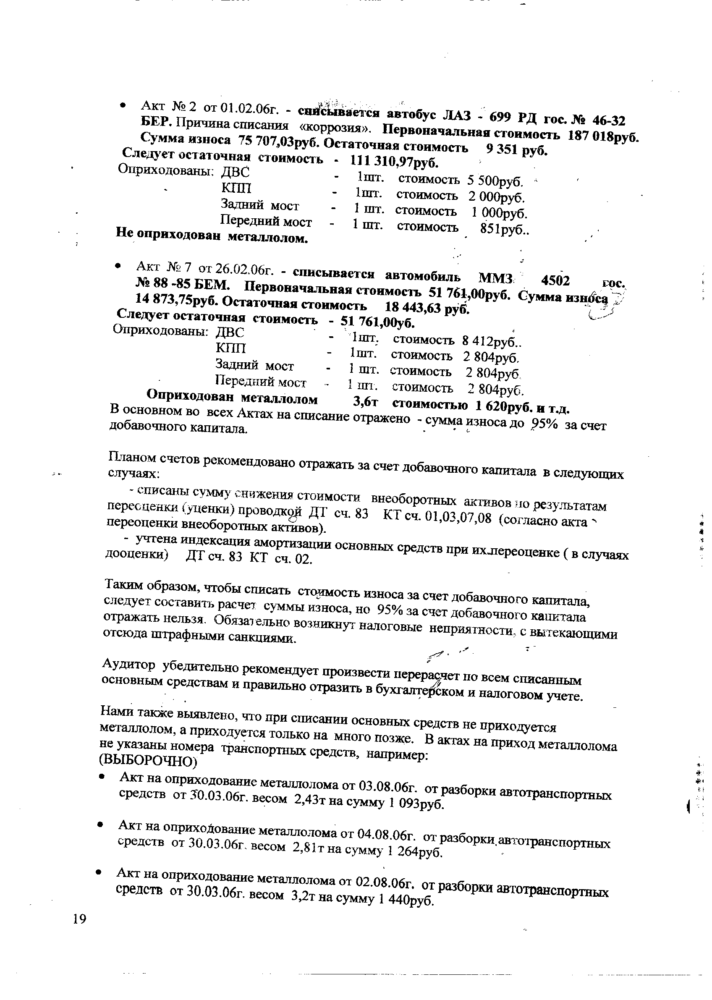 • Акт № 2 от 01.02.06г. - списывается автобус ЛАЗ - 699 РД гос. № 46-32
БЕР. Причина списания «коррозия». Первоначальная стоимость 187 018руб.
Сумма износа 75 707,03руб. Остаточная стоимость 9 351 руб.
Следует остаточная стоимость - 111 310,97руб.
Оприходованы: ДВС - 1шт. стоимость 5 500руб.
КПП - 1шт. стоимость 2 000руб.
Задний мост - 1 шт. стоимость 1 000руб.
Передний мост - 1 шт. стоимость 851руб..
Не оприходован металлолом.
• Акт № 7 от 26.02.06г. - списывается автомобиль ММЗ 4502 гос.
№ 88 -85 БЕМ. Первоначальная стоимость 51 761,00руб. Сумма износа
14 873,75руб. Остаточная стоимость 18 443,63 руб.
Следует остаточная стоимость - 51 761,00уб.
Оприходованы: ДВС - 1шт. стоимость 8 412руб..
КПП - 1шт. стоимость 2 804руб.
Задний мост - 1 шт. стоимость 2 804руб.
Передний мост - 1 шт. стоимость 2 804руб.
Оприходован металлолом 3,6т стоимостью 1 620руб. и т.д.
В основном во всех Актах на списание отражено - сумма износа до 95% за счет
добавочного капитала.
Планом счетов рекомендовано отражать за счет добавочного капитала в следующих
случаях:
- списаны сумму снижения стоимости внеоборотных активов по результатам
переоценки (уценки) проводкой ДТ сч. 83 КТ сч. 01,03,07,08 (согласно акта
переоценки внеоборотных активов).
- учтена индексация амортизации основных средств при их переоценке ( в случаях
дооценки) ДТ сч. 83 КТ сч. 02.
Таким образом, чтобы списать стоимость износа за счет добавочного капитала,
следует составить расчет суммы износа, но 95% за счет добавочного капитала
отражать нельзя. Обязательно возникнут налоговые неприятности, с вытекающими
отсюда штрафными санкциями.
Аудитор убедительно рекомендует произвести перерасчет по всем списанным
основным средствам и правильно отразить в бухгалтерском и налоговом учете.
Нами также выявлено, что при списании основных средств не приходуется
металлолом, а приходуется только на много позже. В актах на приход металлолома
не указаны номера транспортных средств, например:
(ВЫБОРОЧНО)
• Акт на оприходование металлолома от 03.08.06г. от разборки автотранспортных
средств от 30.03.06г. весом 2,43т на сумму 1 093руб.
• Акт на оприходование металлолома от 04.08.06г. от разборки автотранспортных
средств от 30.03.06г. весом 2,81т на сумму 1 264руб.
• Акт на оприходование металлолома от 02.08.06г. от разборки автотранспортных
средств от 30.03.06г. весом 3,2т на сумму 1 440руб.
19